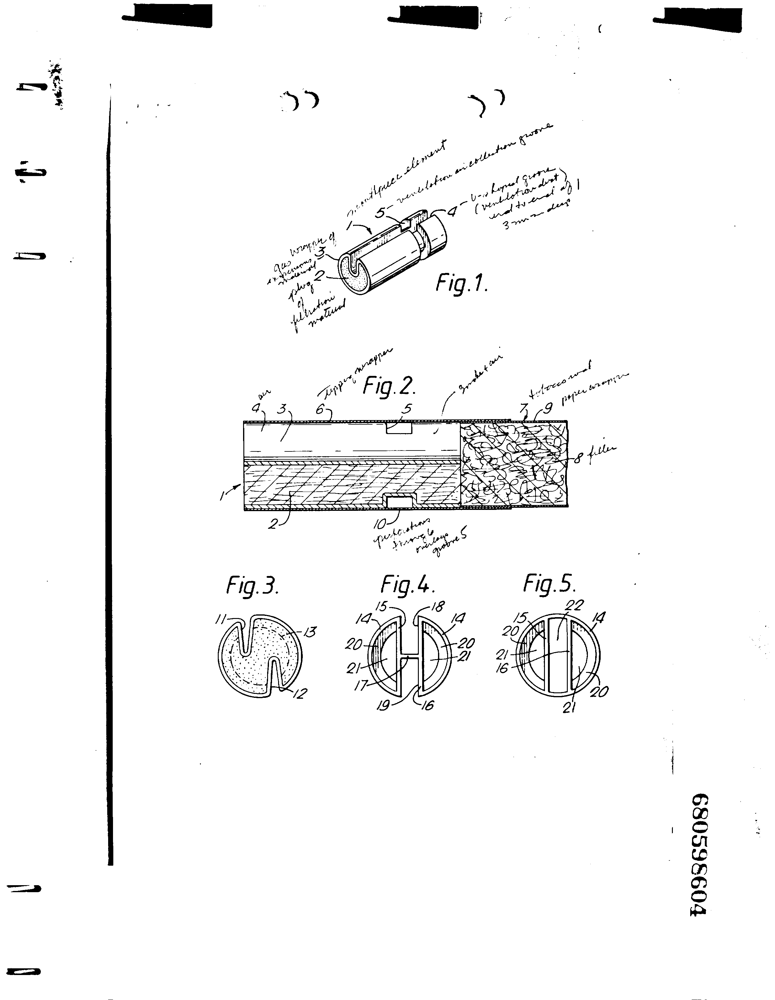 mouthpiece element
5 - ventilation air collection groove
4 - U-shaped groove
(ventilation duct)
end to end of 1
3 mm deep
1
wrapper of
gas
3
material
2
plug
of
filtration
material
Fig.1.
Fig.2.
air
tipping wrapper
smoke + air
tobacco rod
paper wrapper
4 3 6 5 7 9
8 filler
1
2
10
perforations
through 6
overlays
groove 5
Fig.3.
11
13
12
Fig.4.
15 18
14 14
20 20
21 21
17
19 16
Fig.5.
22
15 14
20
21
16
20
21
680598604